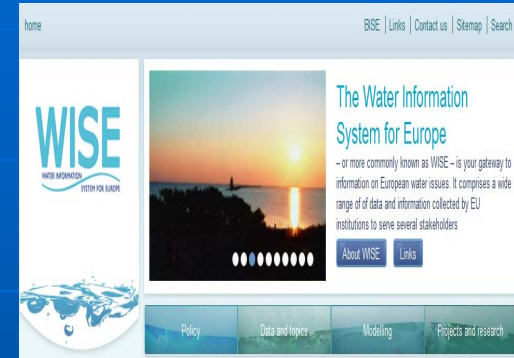 home
BISE | Links | Contact us | Sitemap | Search
WISE
WATER INFORMATION
SYSTEM FOR EUROPE
The Water Information
System for Europe
– or more commonly known as WISE – is your gateway to
information on European water issues. It comprises a wide
range of of data and information collected by EU
institutions to serve several stakeholders
About WISE
Links
Policy
Data and topics
Modelling
Projects and research